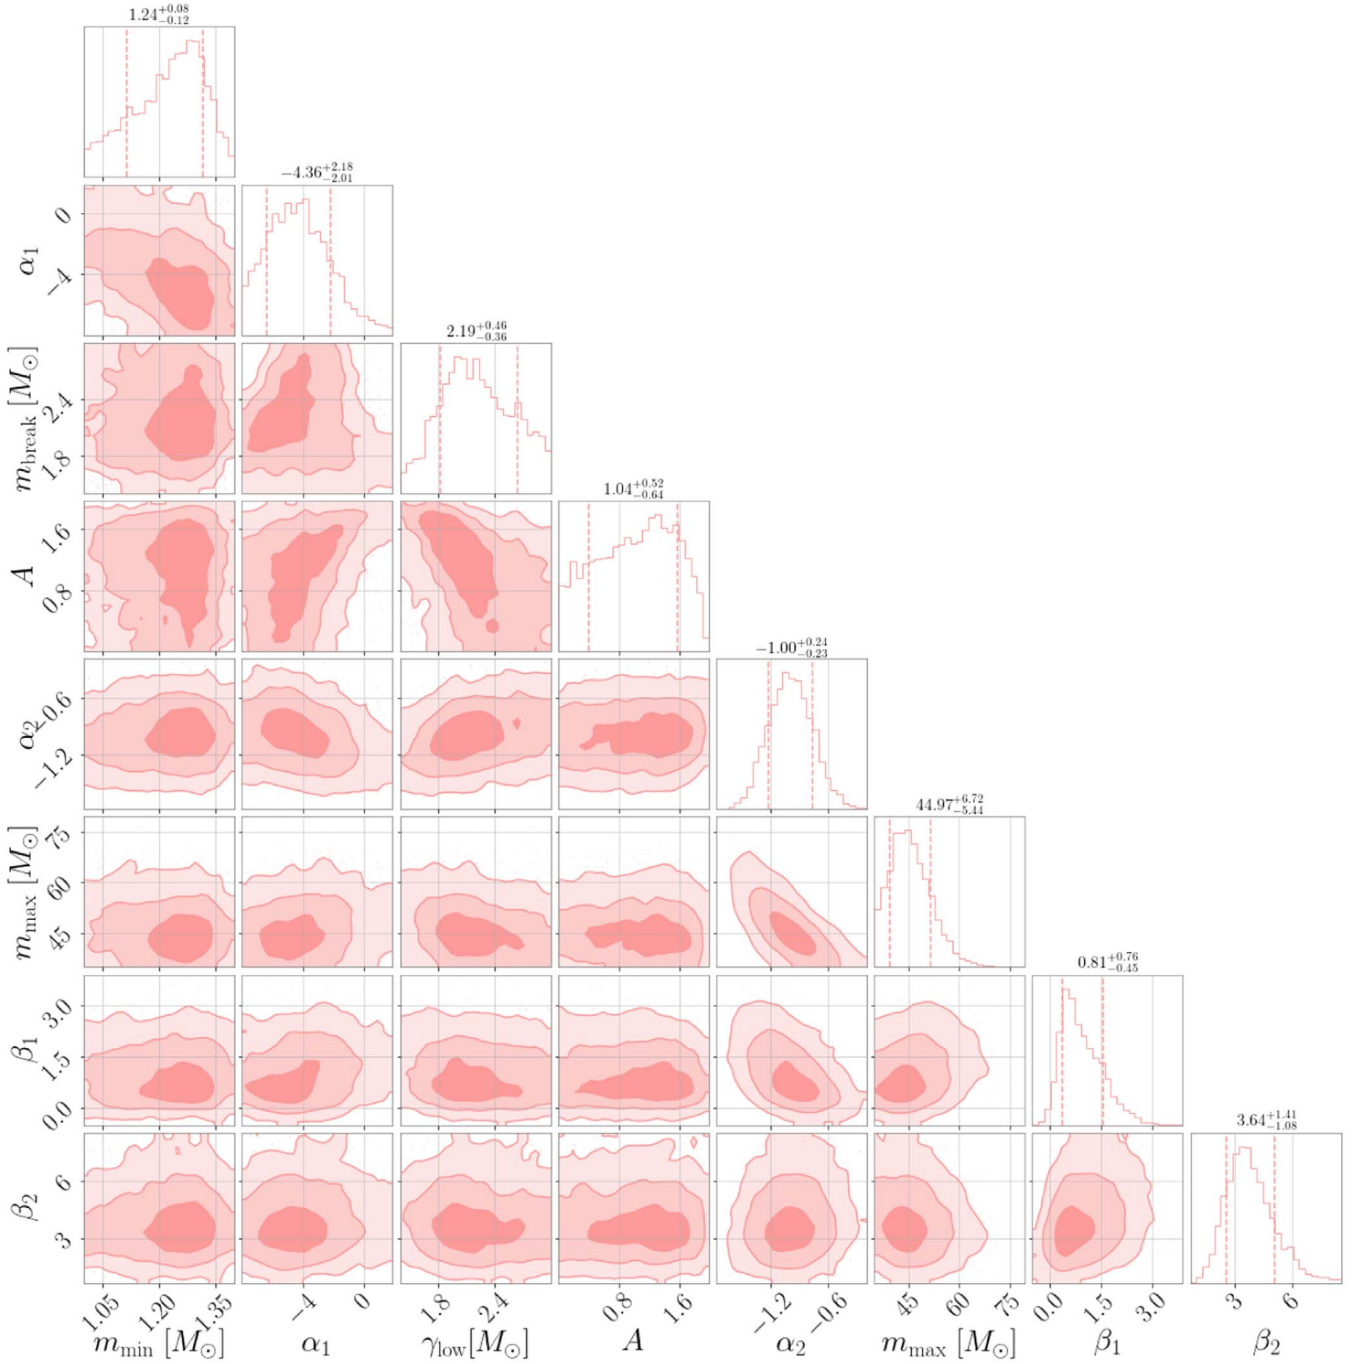 1.24^{+0.08}_{-0.12}
−4.36^{+2.18}_{-2.01}
0
−4
α₁
2.19^{+0.46}_{-0.36}
2.4
1.8
m_break [M_⊙]
1.04^{+0.52}_{-0.64}
1.6
0.8
A
−1.00^{+0.24}_{-0.23}
−0.6
−1.2
α₂
44.97^{+6.72}_{-5.44}
75
60
45
m_max [M_⊙]
0.81^{+0.76}_{-0.45}
3.0
1.5
0.0
β₁
3.64^{+1.41}_{-1.08}
6
3
β₂
1.05 1.20 1.35 −4 0 1.8 2.4 0.8 1.6 −1.2 −0.6 45 60 75 0.0 1.5 3.0 3 6
m_min [M_⊙] α₁ γ_low[M_⊙] A α₂ m_max [M_⊙] β₁ β₂